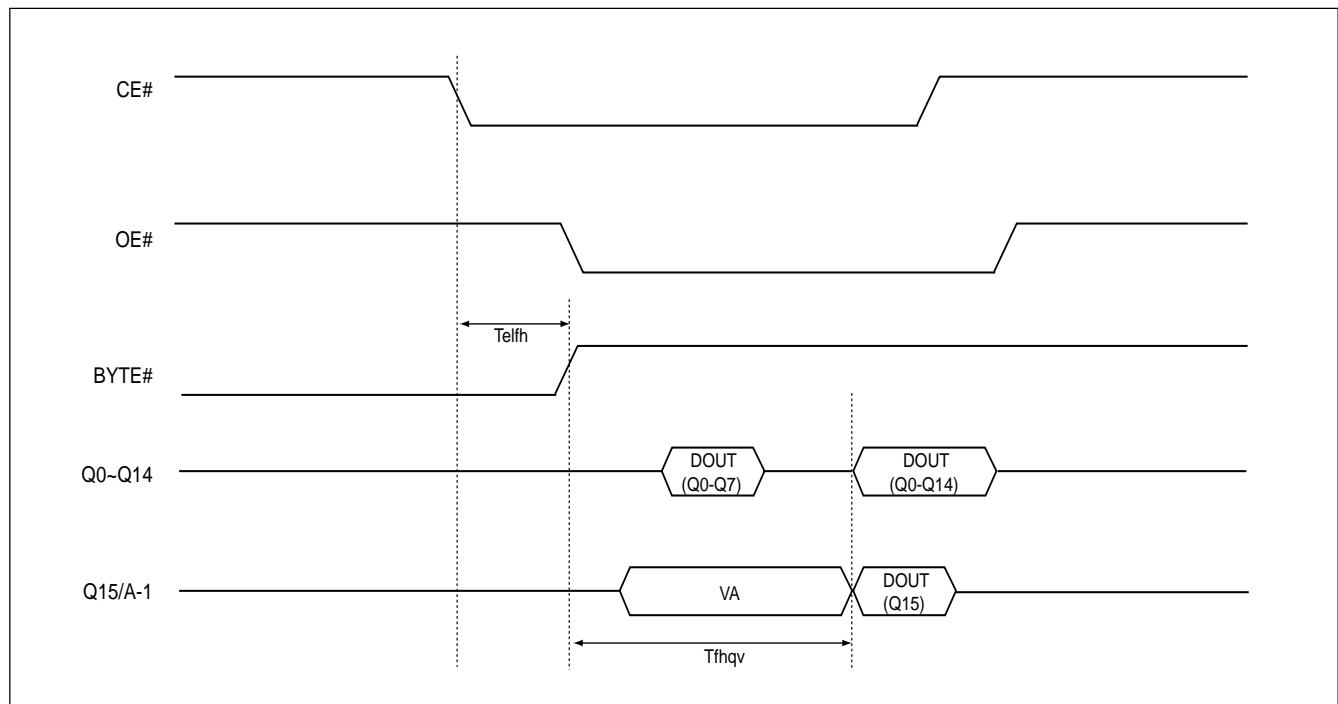 CE#
OE#
Telfh
BYTE#
Q0~Q14
DOUT
(Q0-Q7)
DOUT
(Q0-Q14)
Q15/A-1
VA
DOUT
(Q15)
Tfhqv